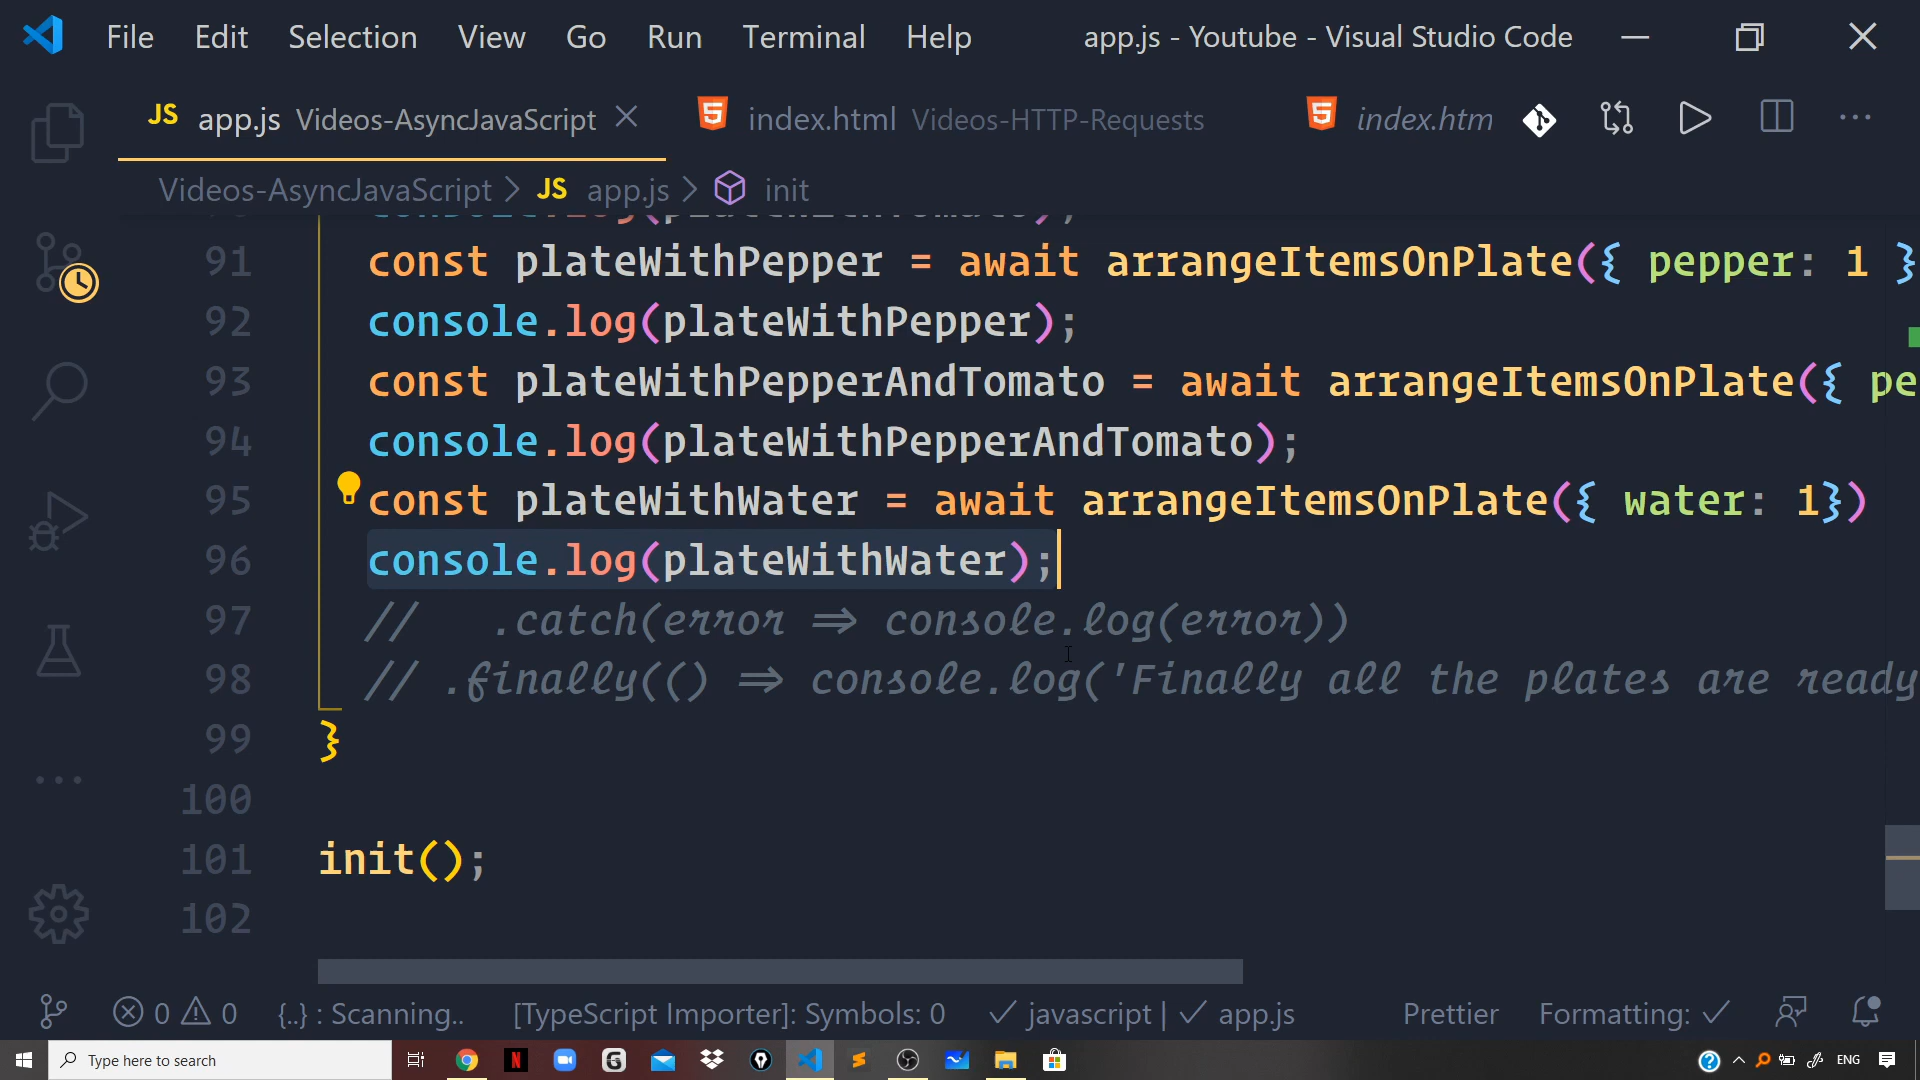 File Edit Selection View Go Run Terminal Help app.js - Youtube - Visual Studio Code
JS app.js Videos-AsyncJavaScript index.html Videos-HTTP-Requests index.htm
Videos-AsyncJavaScript > JS app.js > init
91 const plateWithPepper = await arrangeItemsOnPlate({ pepper: 1 }
92 console.log(plateWithPepper);
93 const plateWithPepperAndTomato = await arrangeItemsOnPlate({ pe
94 console.log(plateWithPepperAndTomato);
95 const plateWithWater = await arrangeItemsOnPlate({ water: 1})
96 console.log(plateWithWater);
97 // .catch(error => console.log(error))
98 // .finally(() => console.log('Finally all the plates are ready
99 }
100
101 init();
102
0 0 {..} : Scanning.. [TypeScript Importer]: Symbols: 0 ✓ javascript | ✓ app.js Prettier Formatting: ✓
Type here to search ENG